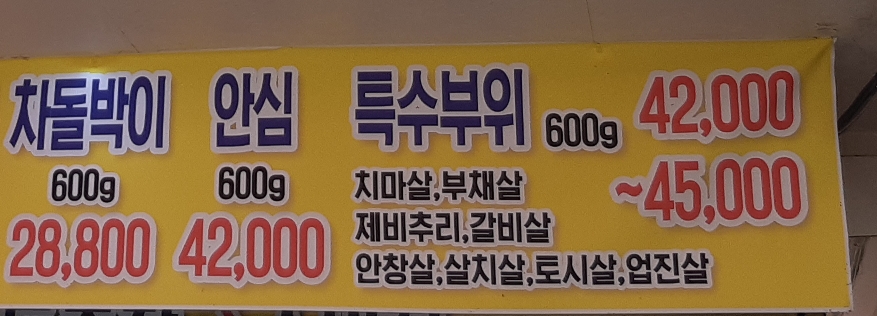 차돌박이
600g
28,800
안심
600g
42,000
특수부위 600g 42,000
~45,000
치마살,부채살
제비추리,갈비살
안창살,살치살,토시살,업진살